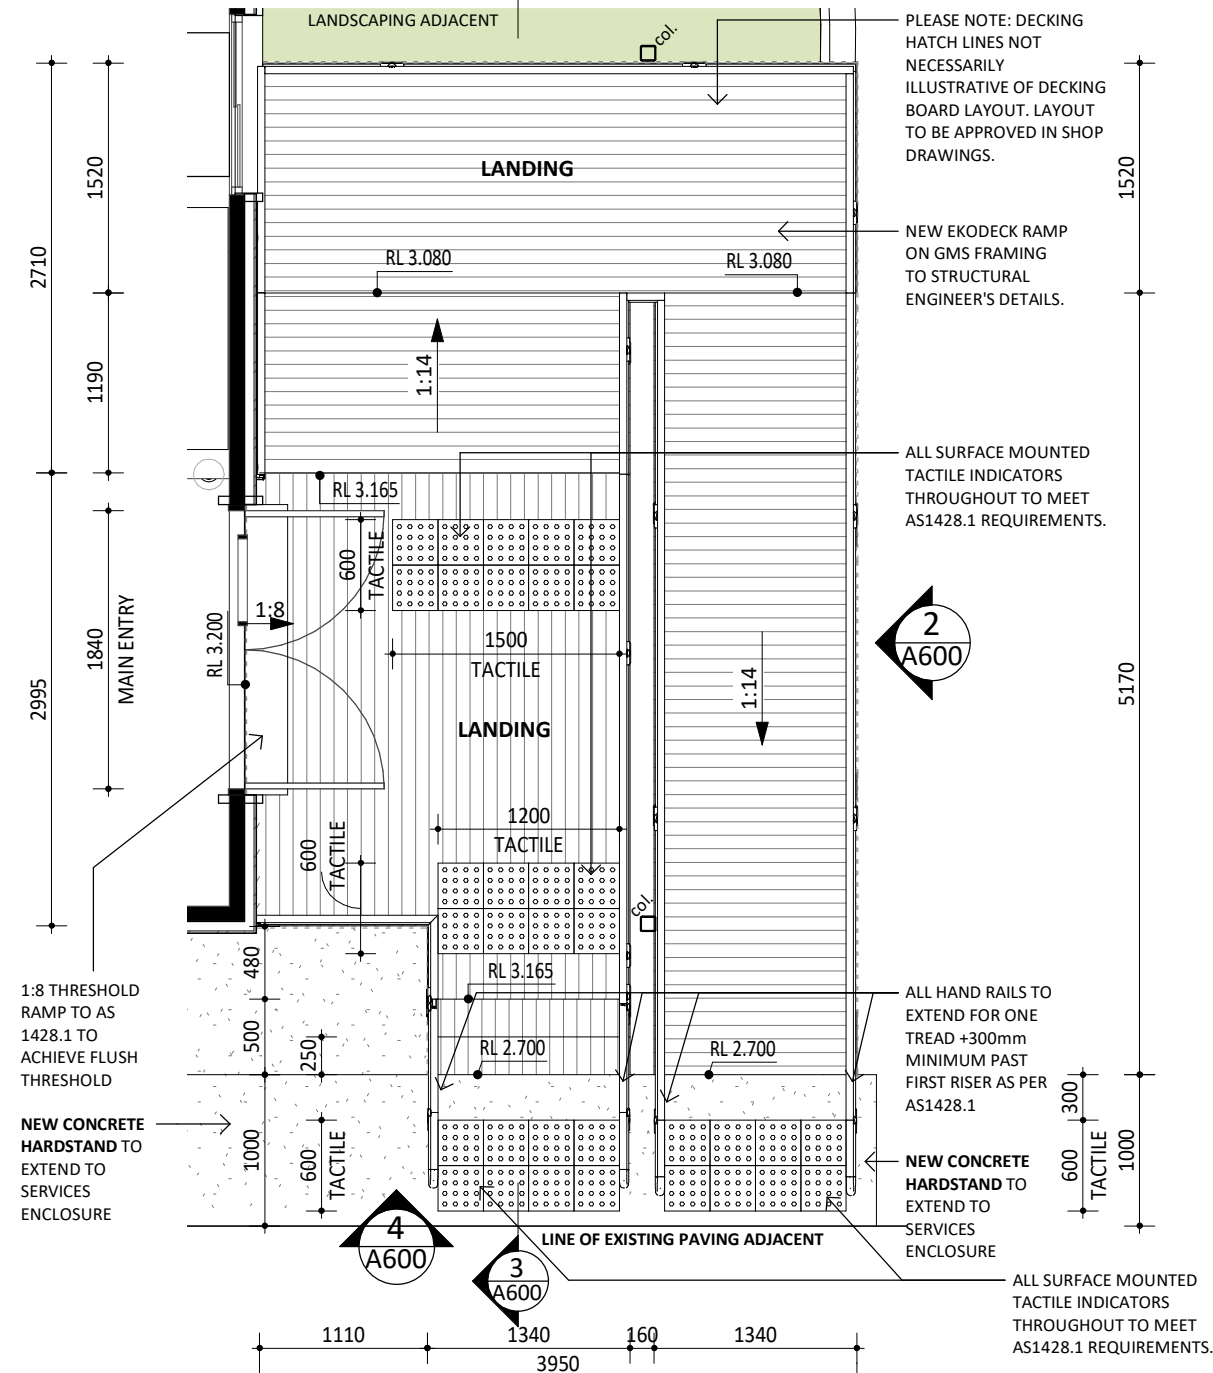 LANDSCAPING ADJACENT
col.
PLEASE NOTE: DECKING
HATCH LINES NOT
NECESSARILY
ILLUSTRATIVE OF DECKING
BOARD LAYOUT. LAYOUT
TO BE APPROVED IN SHOP
DRAWINGS.
1520
1520
LANDING
NEW EKODECK RAMP
ON GMS FRAMING
TO STRUCTURAL
ENGINEER'S DETAILS.
2710
RL 3.080
RL 3.080
1190
1:14
ALL SURFACE MOUNTED
TACTILE INDICATORS
THROUGHOUT TO MEET
AS1428.1 REQUIREMENTS.
RL 3.165
600
TACTILE
1:8
RL 3.200
1840
MAIN ENTRY
2995
1500
TACTILE
2
A600
1:14
5170
LANDING
1200
TACTILE
600
TACTILE
col.
480
RL 3.165
1:8 THRESHOLD
RAMP TO AS
1428.1 TO
ACHIEVE FLUSH
THRESHOLD
500
250
RL 2.700
RL 2.700
ALL HAND RAILS TO
EXTEND FOR ONE
TREAD +300mm
MINIMUM PAST
FIRST RISER AS PER
AS1428.1
300
NEW CONCRETE
HARDSTAND TO
EXTEND TO
SERVICES
ENCLOSURE
1000
600
TACTILE
NEW CONCRETE
HARDSTAND TO
EXTEND TO
SERVICES
ENCLOSURE
600
TACTILE
1000
4
A600
3
A600
LINE OF EXISTING PAVING ADJACENT
ALL SURFACE MOUNTED
TACTILE INDICATORS
THROUGHOUT TO MEET
AS1428.1 REQUIREMENTS.
1110
1340
160
1340
3950